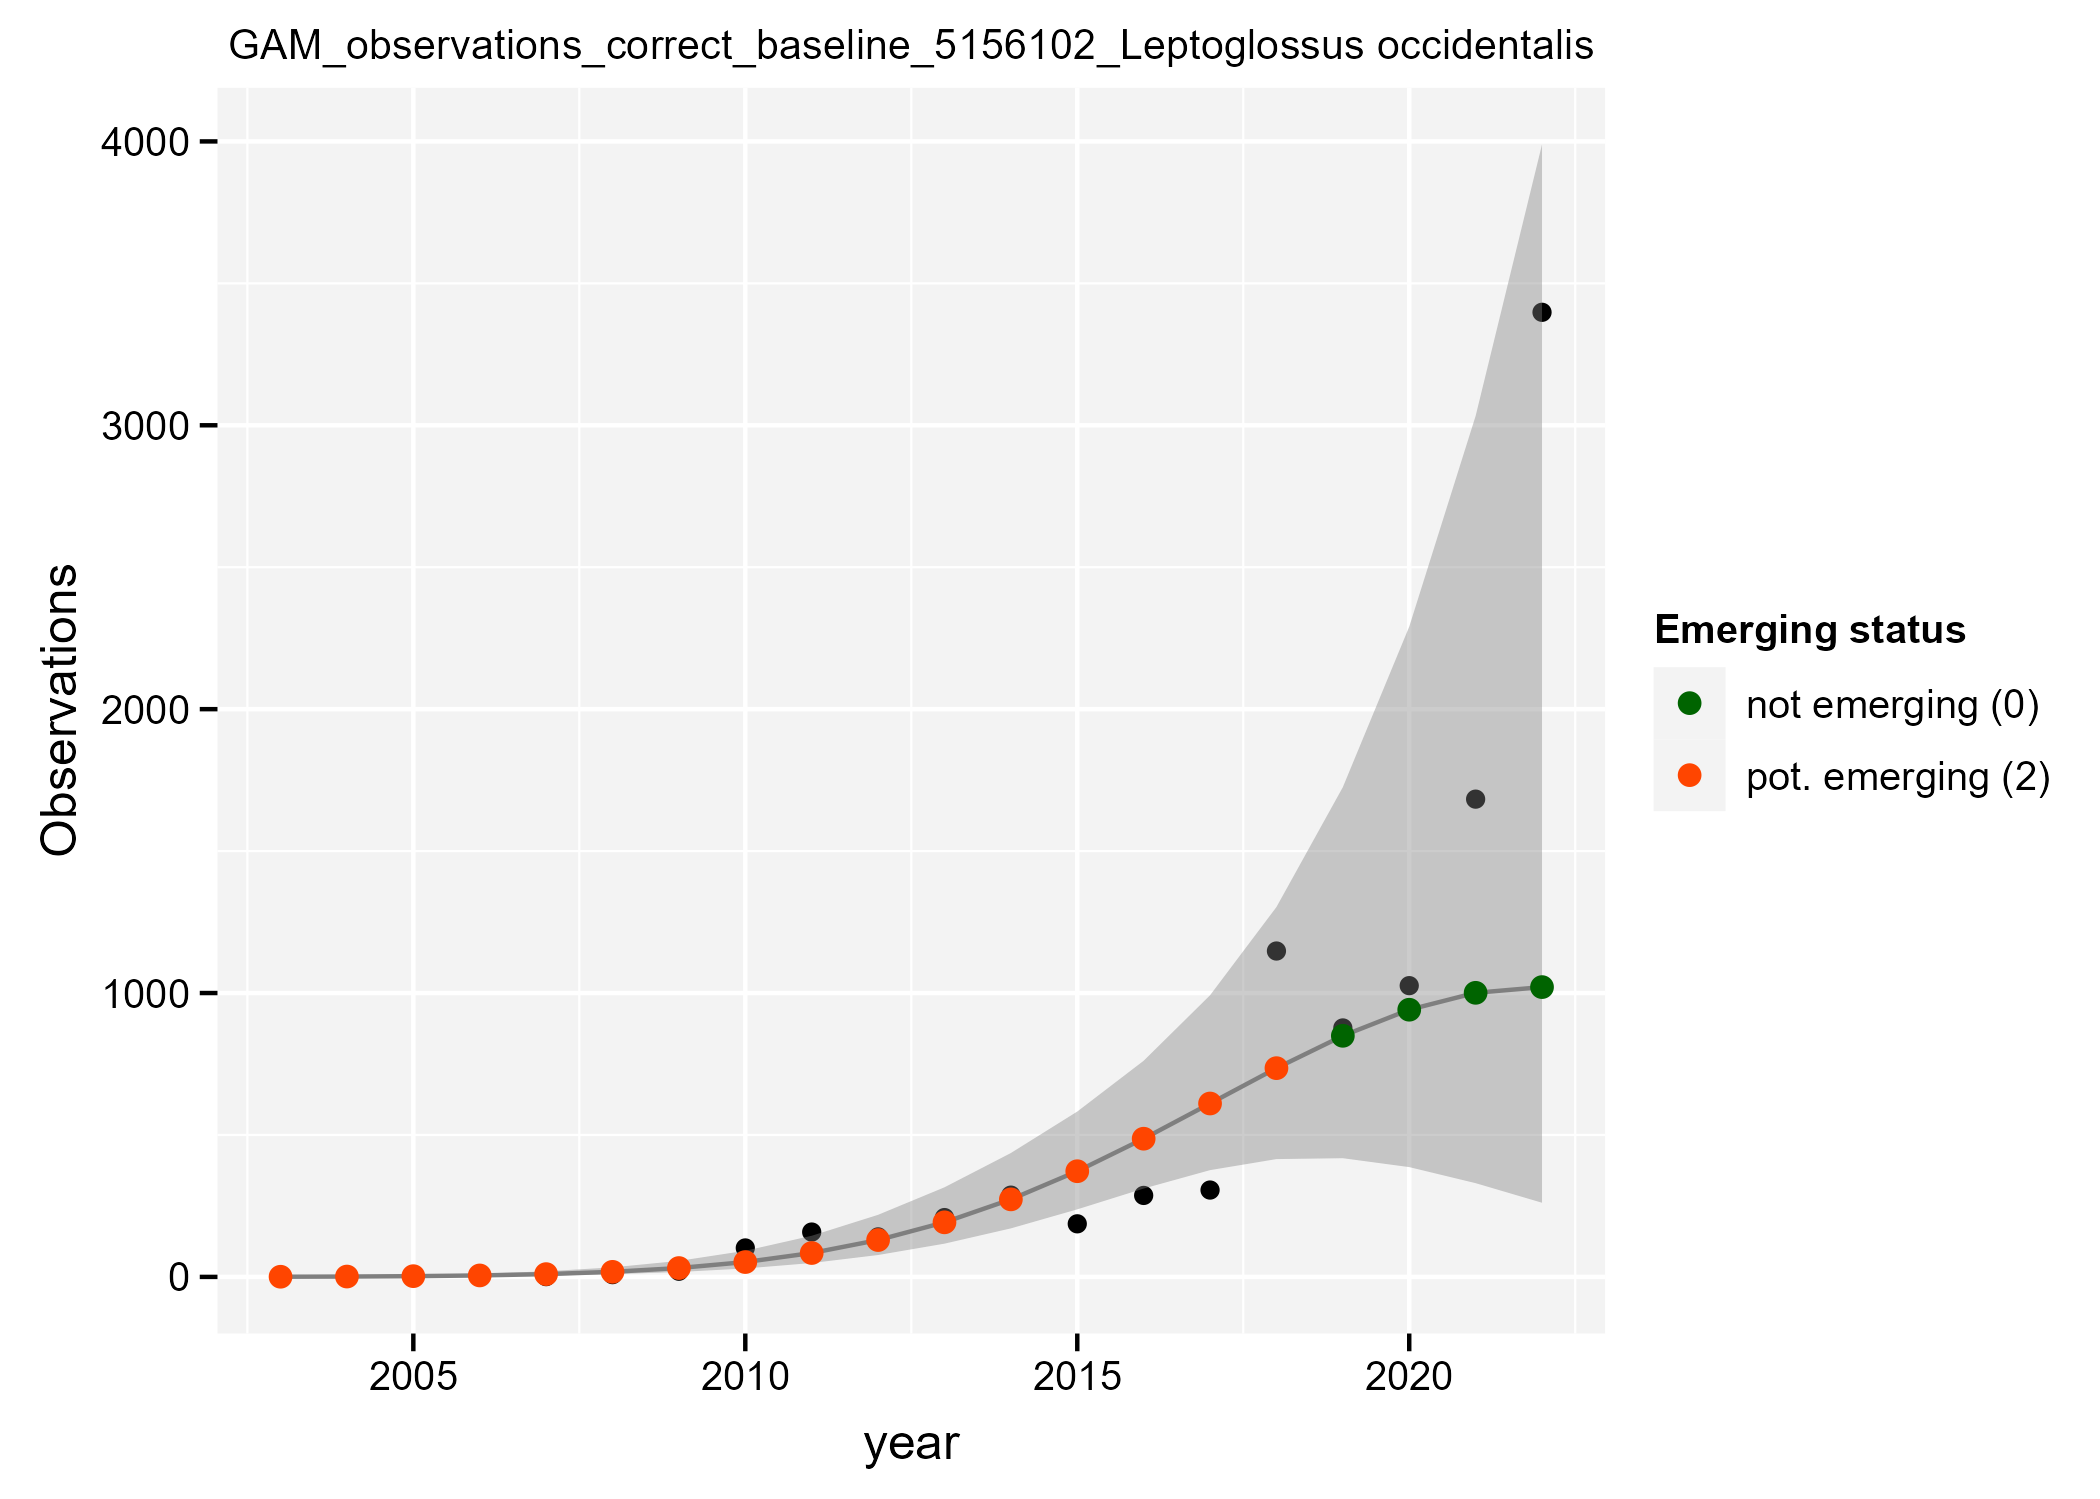 GAM_observations_correct_baseline_5156102_Leptoglossus occidentalis
4000
3000
2000
1000
0
Observations
2005
2010
2015
2020
year
Emerging status
not emerging (0)
pot. emerging (2)